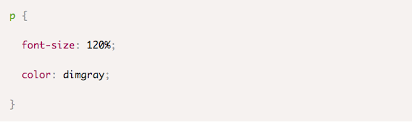 p {
font-size: 120%;
color: dimgray;
}